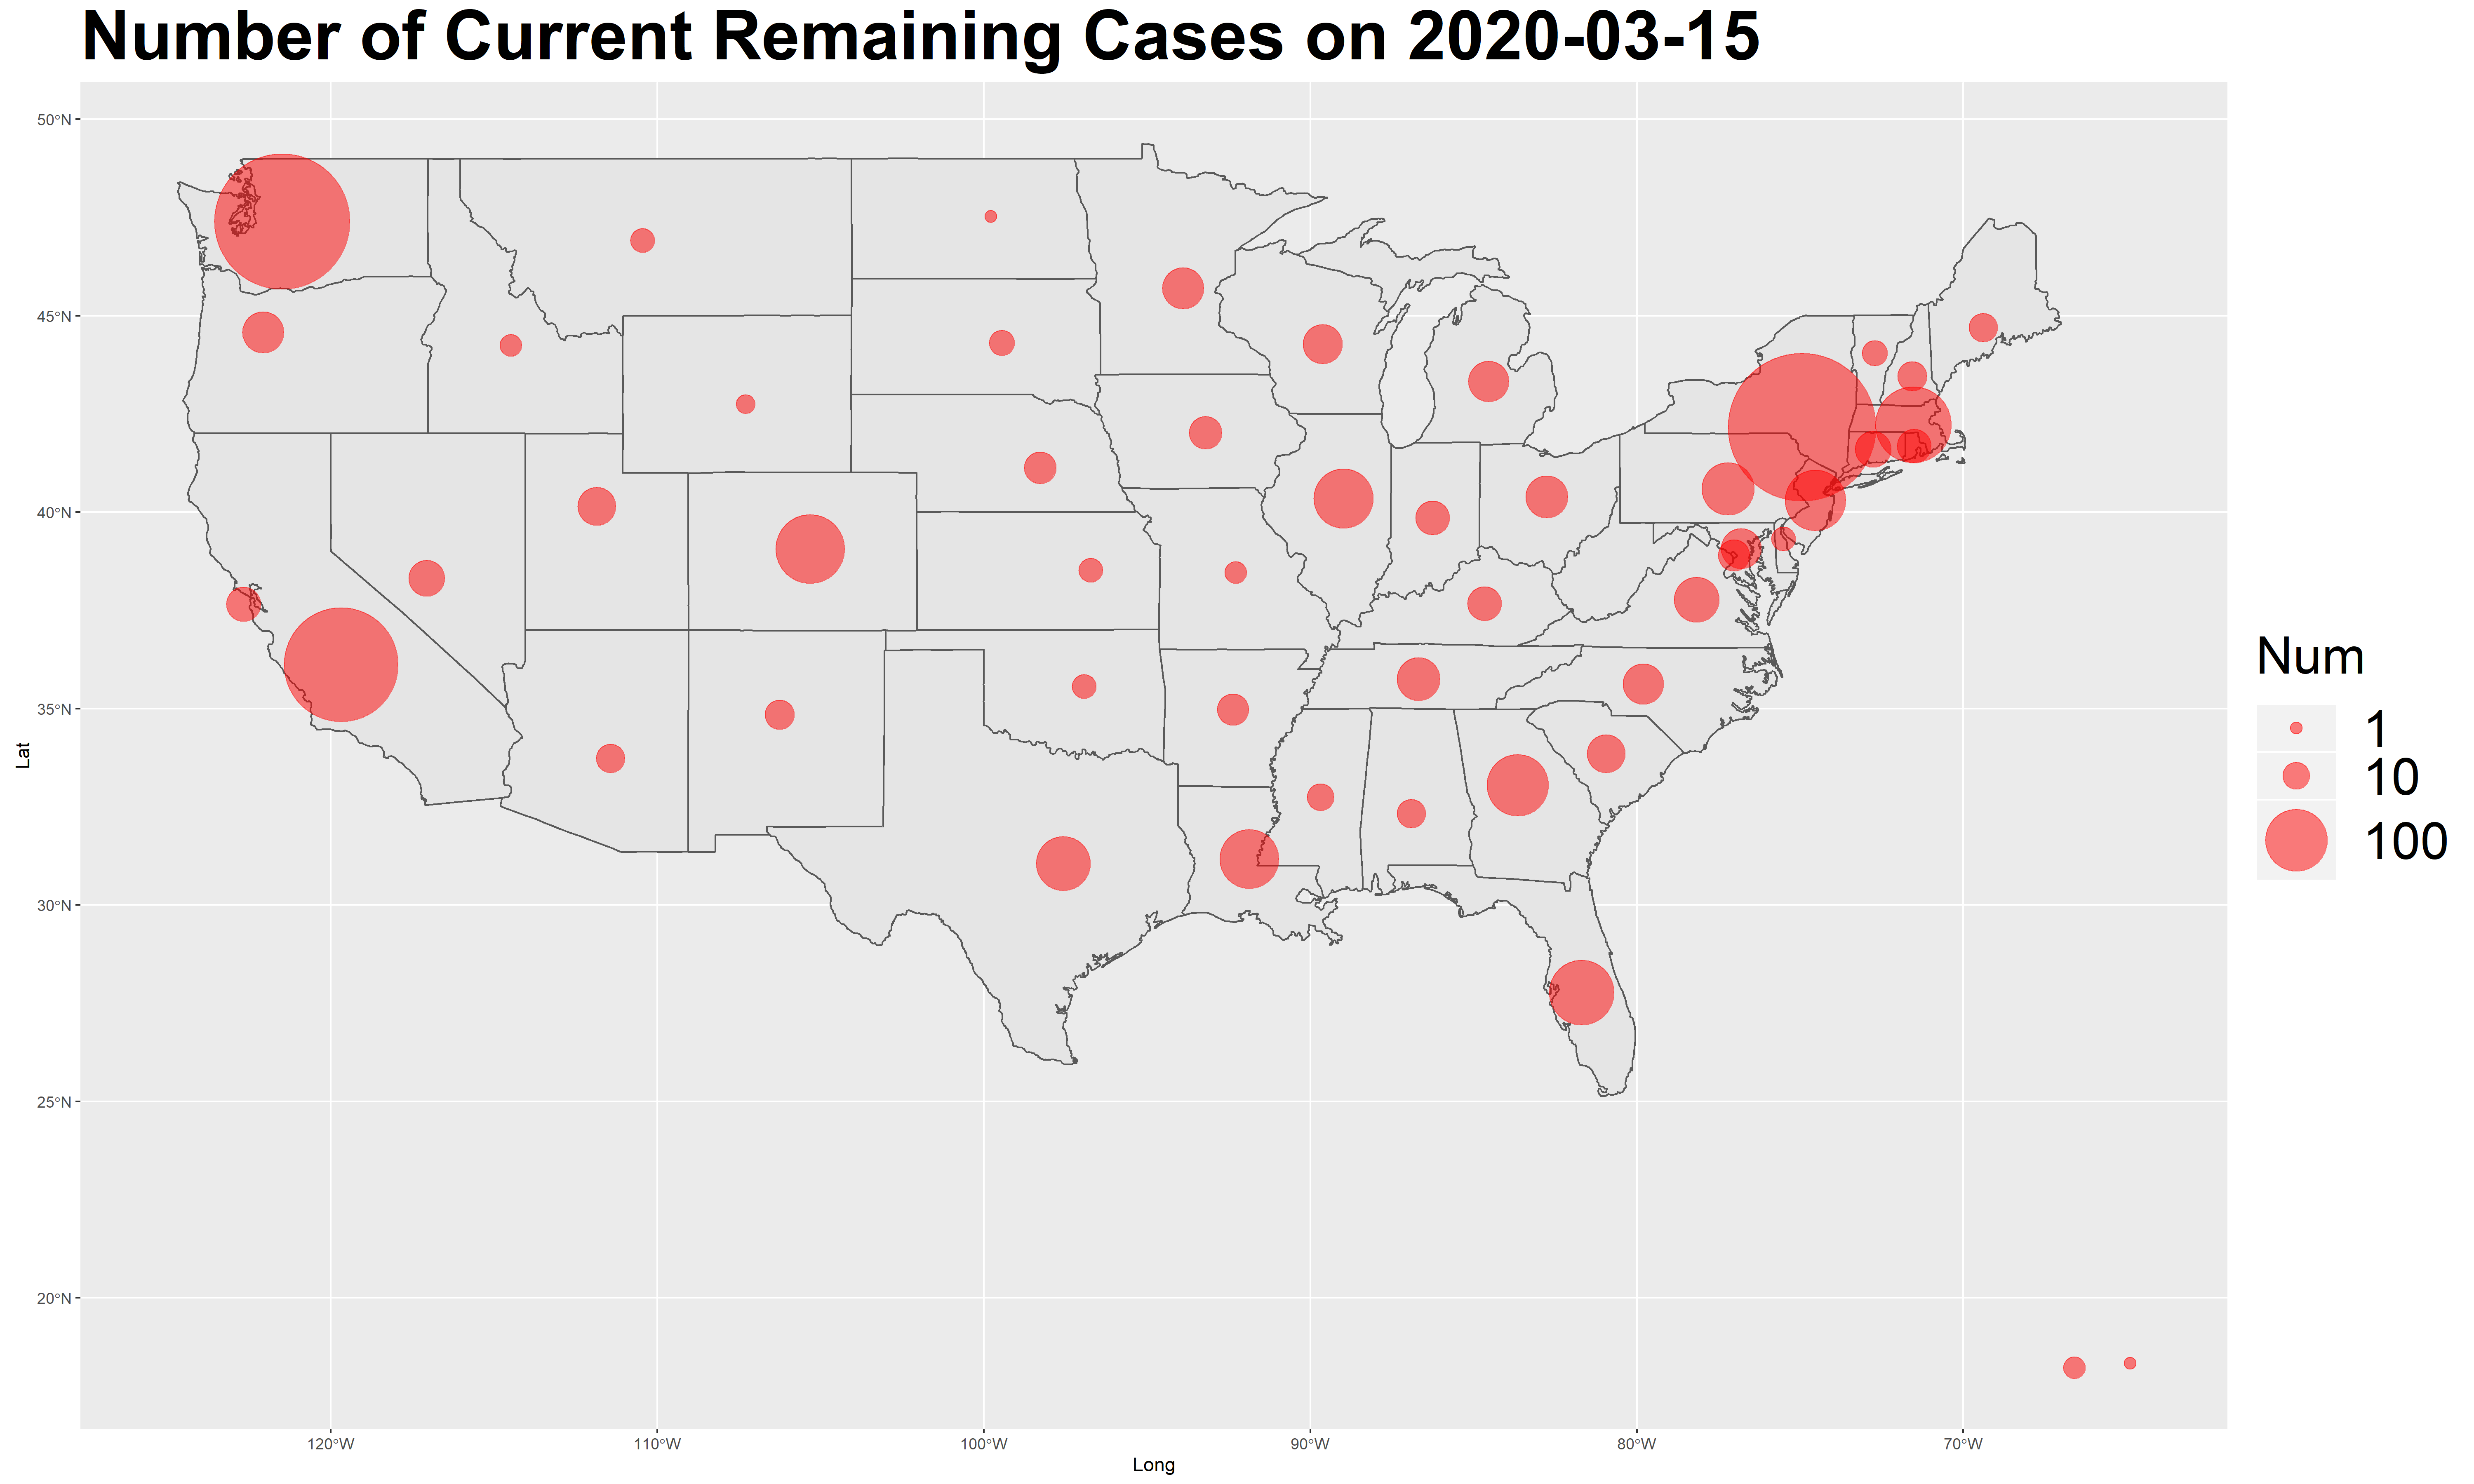 Number of Current Remaining Cases on 2020-03-15
50°N
45°N
40°N
35°N
30°N
25°N
20°N
Lat
120°W 110°W 100°W 90°W 80°W 70°W
Long
Num
1
10
100